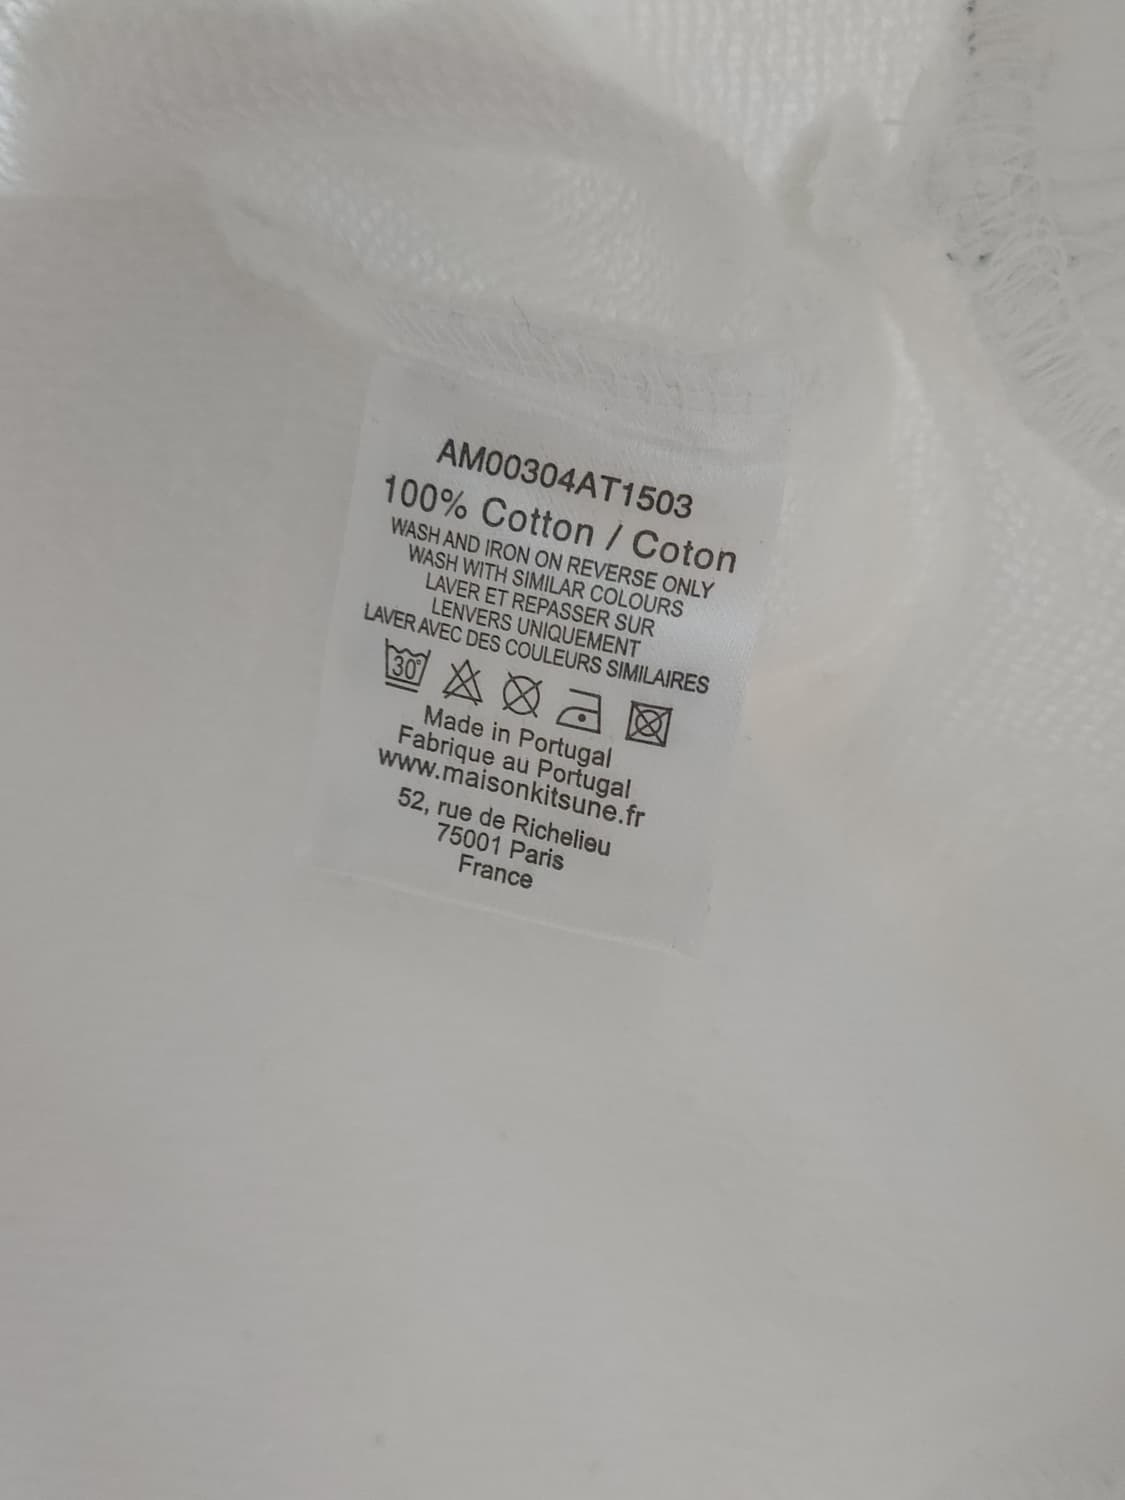 AM00304AT1503
100% Cotton / Coton
WASH AND IRON ON REVERSE ONLY
WASH WITH SIMILAR COLOURS
LAVER ET REPASSER SUR
LENVERS UNIQUEMENT
LAVER AVEC DES COULEURS SIMILAIRES
30°
Made in Portugal
Fabrique au Portugal
www.maisonkitsune.fr
52, rue de Richelieu
75001 Paris
France